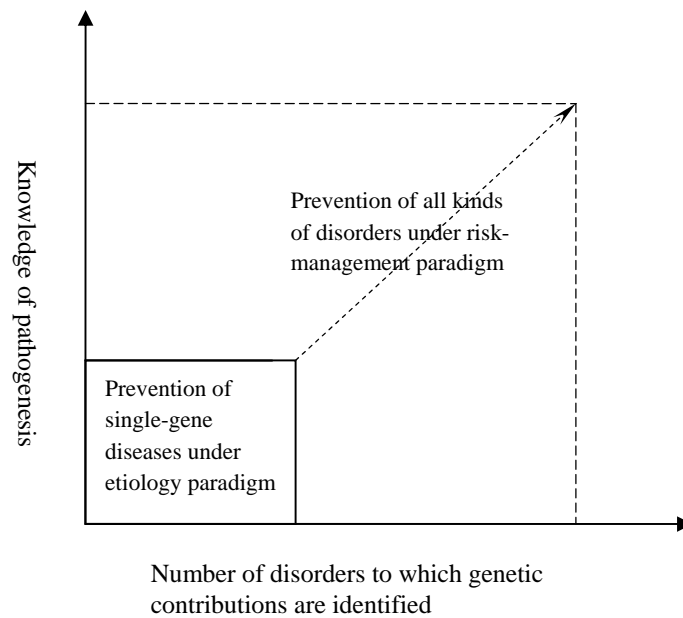 Knowledge of pathogenesis
Prevention of all kinds
of disorders under risk-
management paradigm
Prevention of
single-gene
diseases under
etiology paradigm
Number of disorders to which genetic
contributions are identified